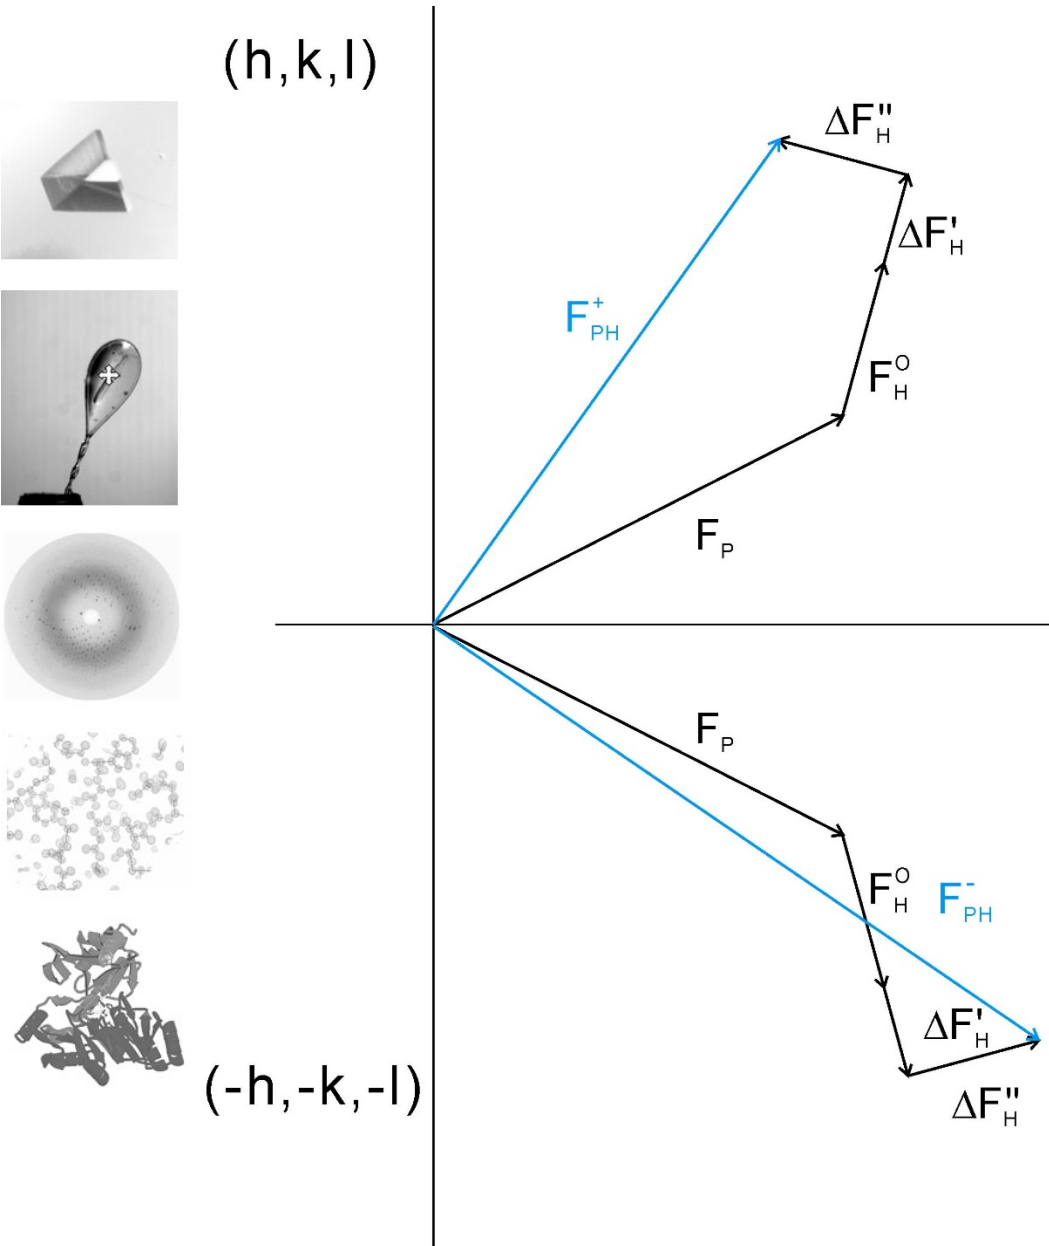 (h,k,l)
ΔF"H
ΔF'H
F+PH
FOH
FP
FP
FOH
F-PH
ΔF'H
(-h,-k,-l)
ΔF"H